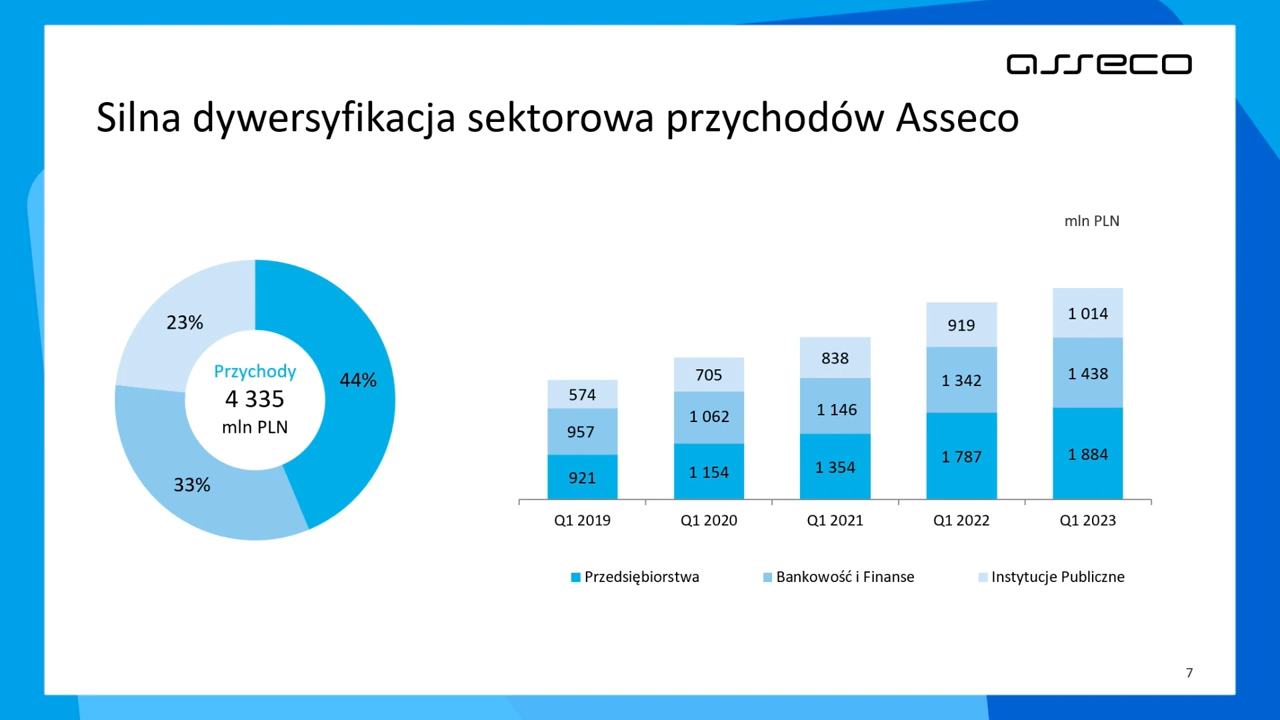 asseco
Silna dywersyfikacja sektorowa przychodów Asseco
mln PLN
23%
44%
33%
Przychody
4 335
mln PLN
574
705
838
919
1 014
957
1 062
1 146
1 342
1 438
921
1 154
1 354
1 787
1 884
Q1 2019
Q1 2020
Q1 2021
Q1 2022
Q1 2023
Przedsiębiorstwa
Bankowość i Finanse
Instytucje Publiczne
7